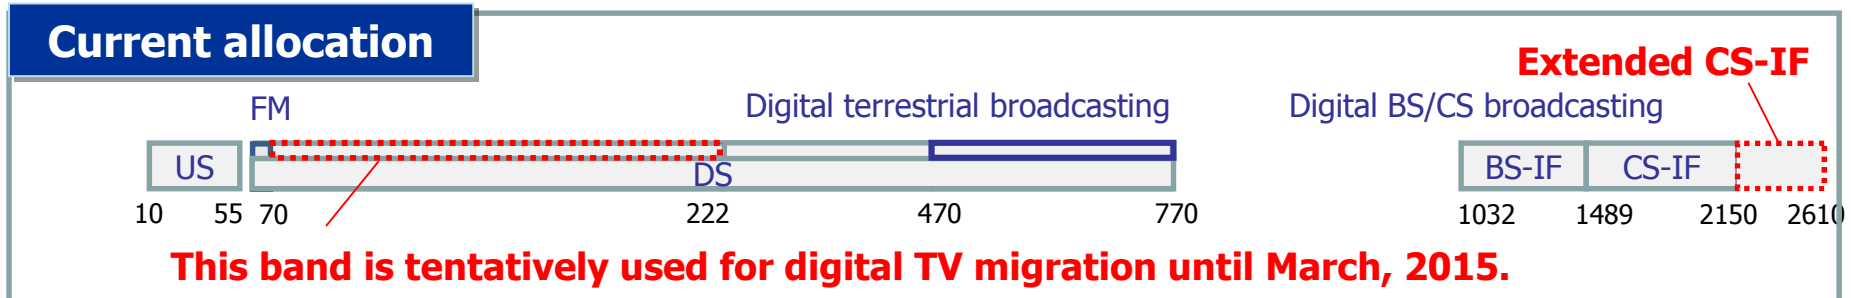 Current allocation
Extended CS-IF
FM
Digital terrestrial broadcasting
Digital BS/CS broadcasting
US
DS
BS-IF
CS-IF
10
55
70
222
470
770
1032
1489
2150
2610
This band is tentatively used for digital TV migration until March, 2015.